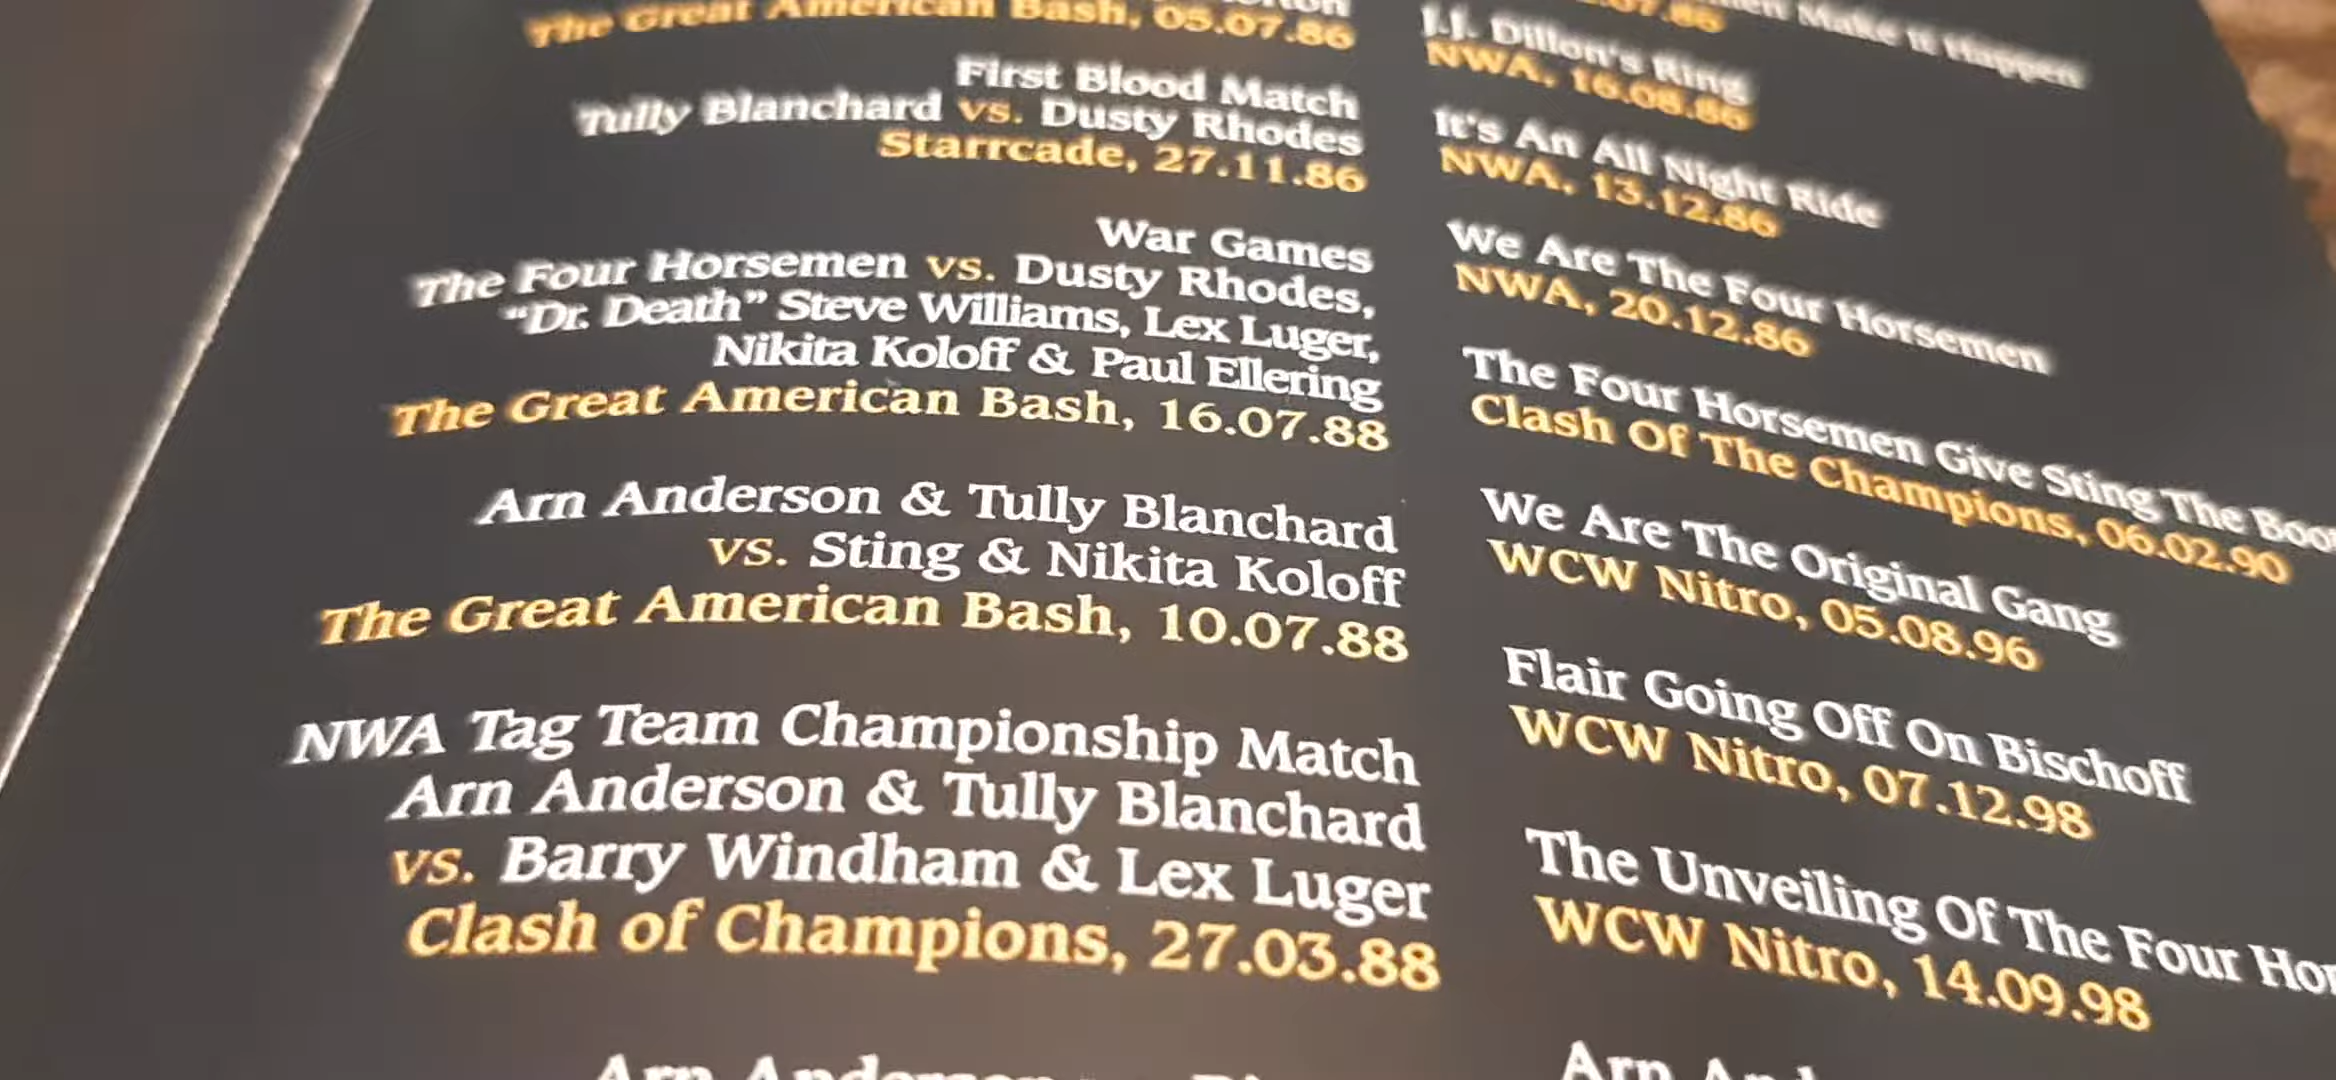 The Great American Bash, 05.07.86
First Blood Match
Tully Blanchard vs. Dusty Rhodes
Starrcade, 27.11.86
War Games
The Four Horsemen vs. Dusty Rhodes,
“Dr. Death” Steve Williams, Lex Luger,
Nikita Koloff & Paul Ellering
The Great American Bash, 16.07.88
Arn Anderson & Tully Blanchard
vs. Sting & Nikita Koloff
The Great American Bash, 10.07.88
NWA Tag Team Championship Match
Arn Anderson & Tully Blanchard
vs. Barry Windham & Lex Luger
Clash of Champions, 27.03.88
Arn Anderson
Make It Happen
J.J. Dillon's Ring
NWA, 16.08.86
It's An All Night Ride
NWA, 13.12.86
We Are The Four Horsemen
NWA, 20.12.86
The Four Horsemen Give Sting The
Clash Of The Champions, 06.02.90
We Are The Original Gang
WCW Nitro, 05.08.96
Flair Going Off On Bischoff
WCW Nitro, 07.12.98
The Unveiling Of The Four
WCW Nitro, 14.09.98
Arn